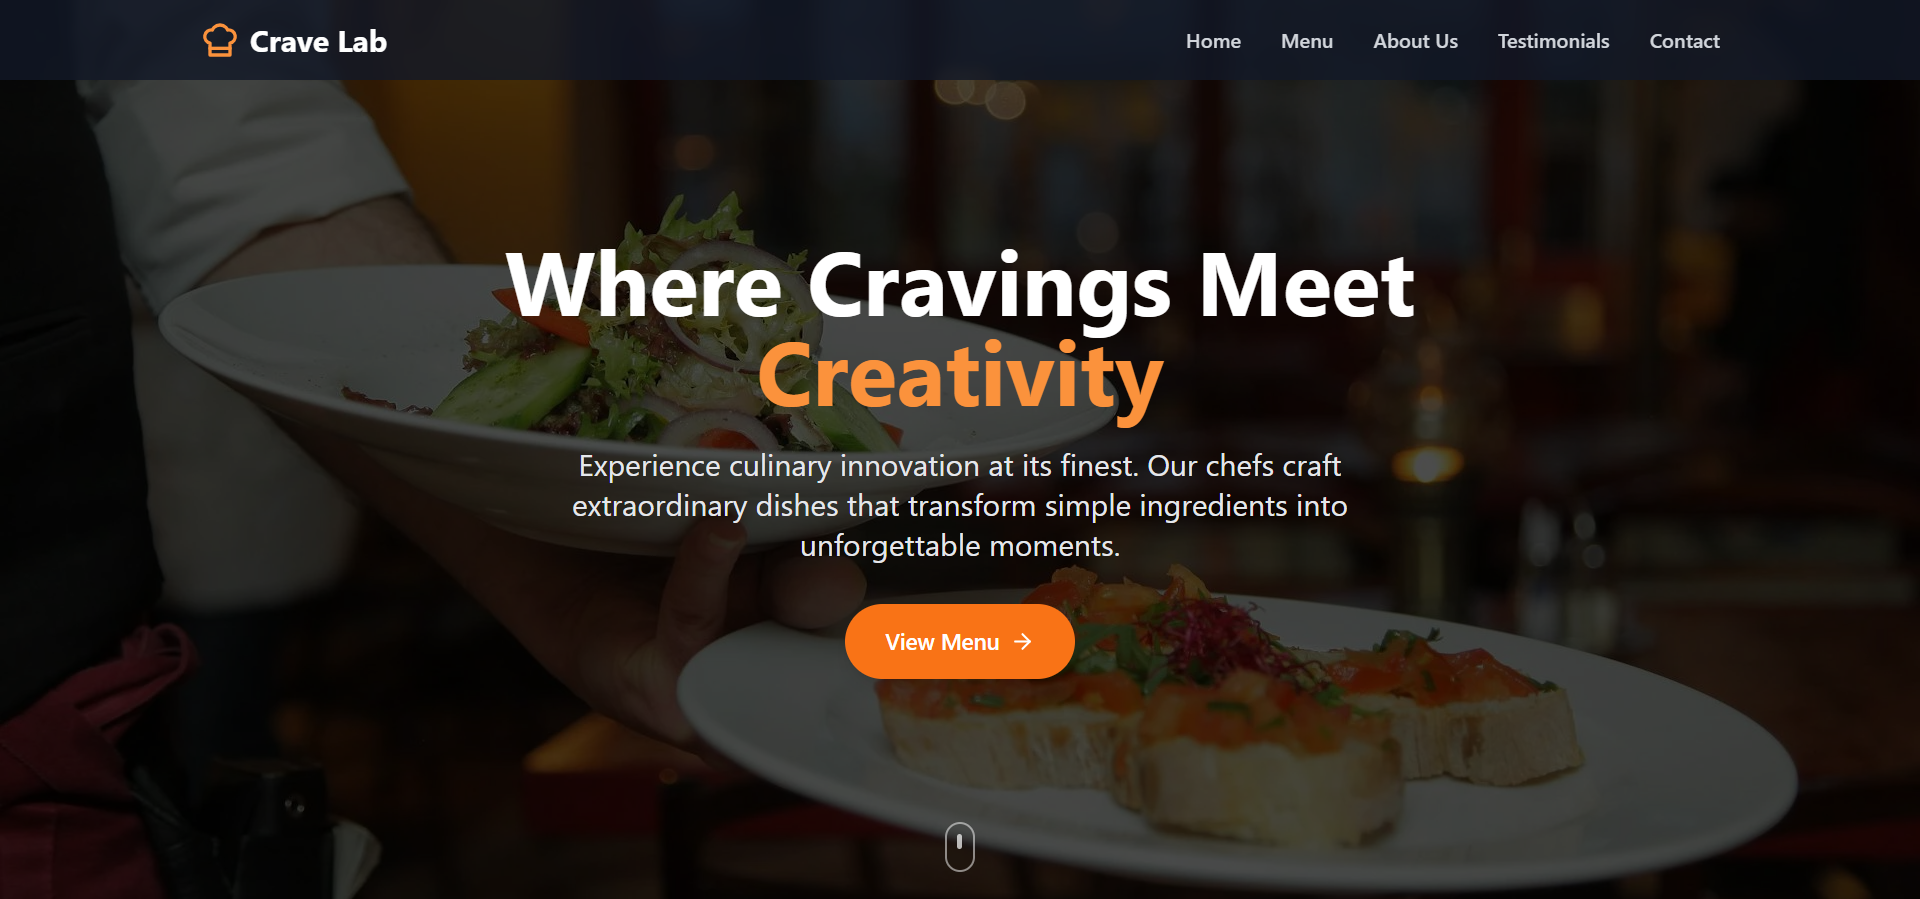 Crave Lab
Home Menu About Us Testimonials Contact
Where Cravings Meet
Creativity
Experience culinary innovation at its finest. Our chefs craft
extraordinary dishes that transform simple ingredients into
unforgettable moments.
View Menu